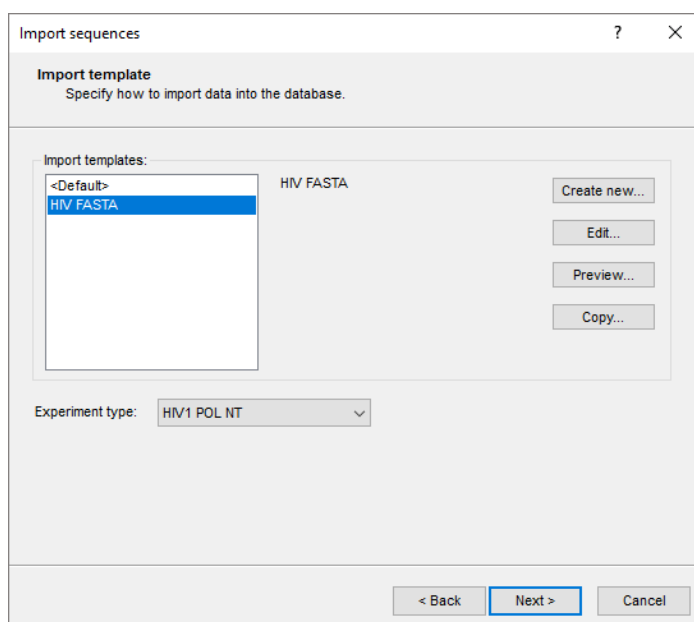 Import sequences ?
Import template
Specify how to import data into the database.
Import templates:
<Default>
HIV FASTA
HIV FASTA
Create new...
Edit...
Preview...
Copy...
Experiment type: HIV1 POL NT
< Back Next > Cancel